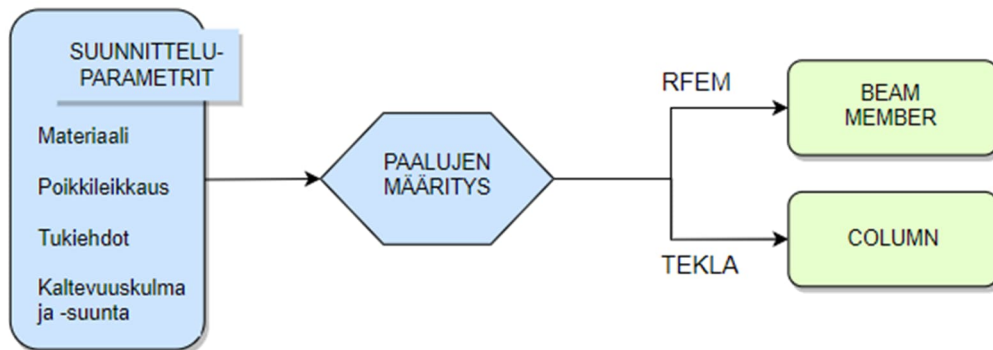 SUUNNITTELU-
PARAMETRIT
Materiaali
Poikkileikkaus
Tukiehdot
Kaltevuuskulma
ja -suunta
PAALUJEN
MÄÄRITYS
RFEM
BEAM
MEMBER
TEKLA
COLUMN